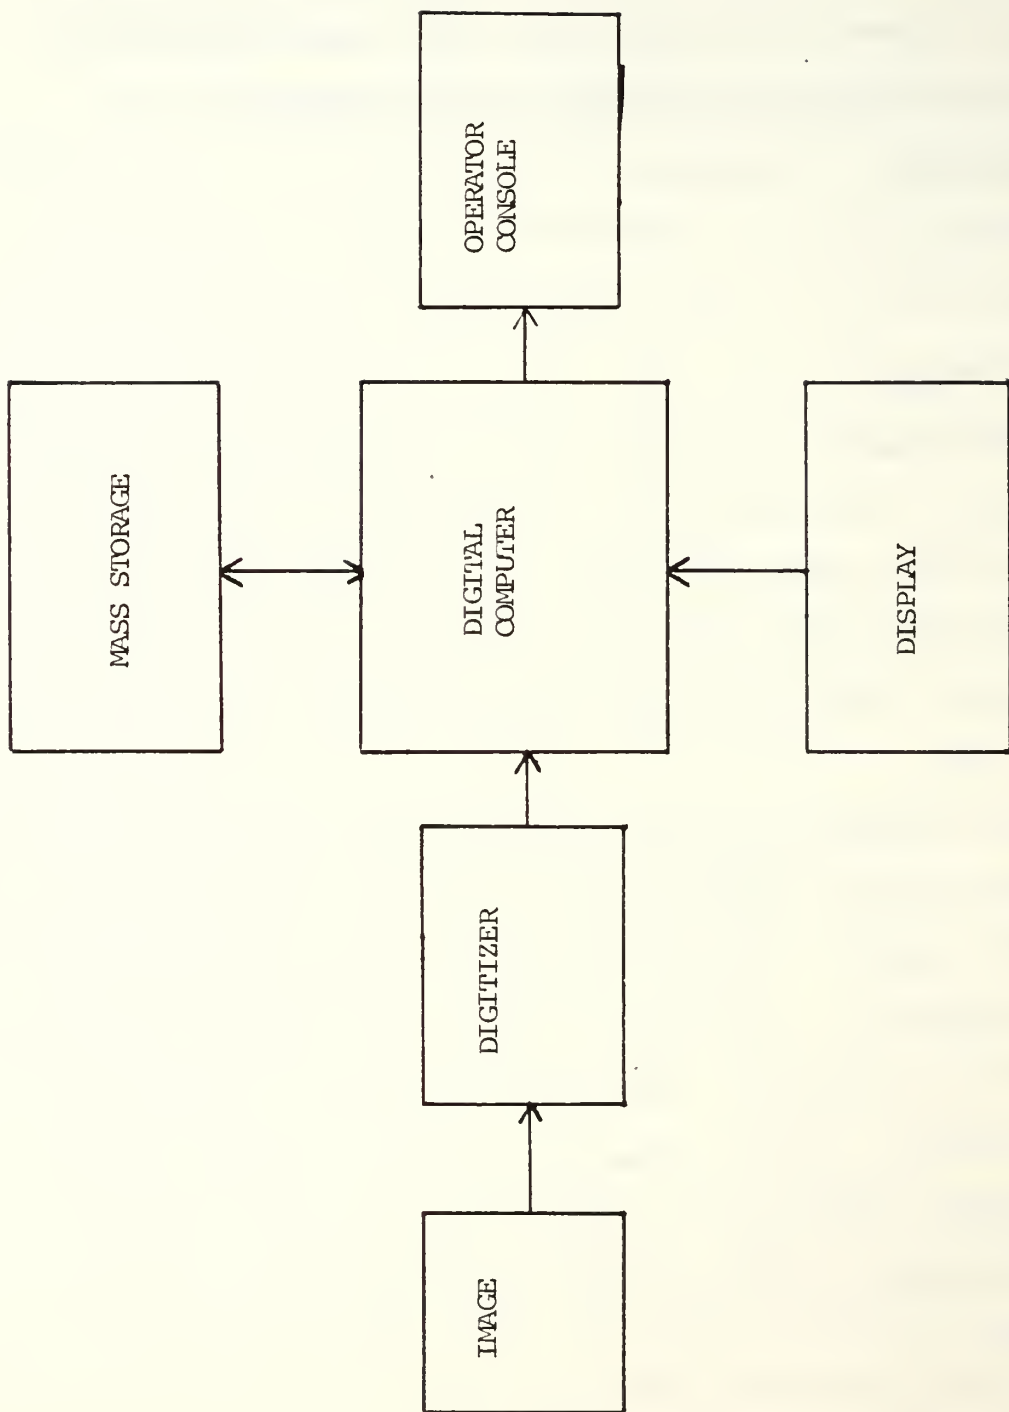 MASS STORAGE
IMAGE
DIGITIZER
DIGITAL
COMPUTER
OPERATOR
CONSOLE
DISPLAY